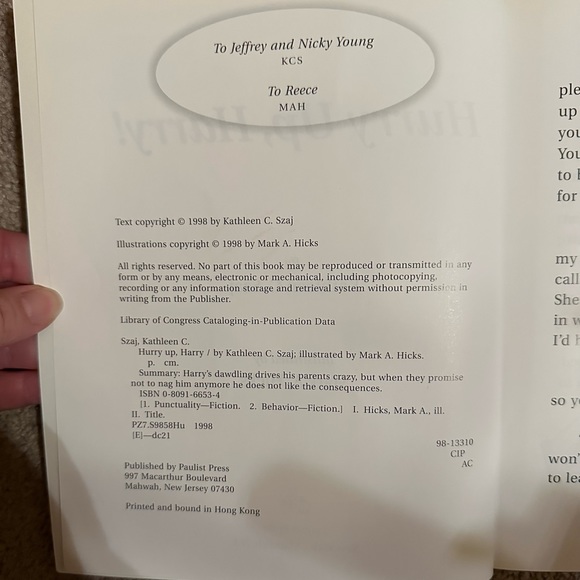 To Jeffrey and Nicky Young
KCS
To Reece
MAH
Hurry Up, Harry!
Text copyright © 1998 by Kathleen C. Szaj
Illustrations copyright © 1998 by Mark A. Hicks
All rights reserved. No part of this book may be reproduced or transmitted in any
form or by any means, electronic or mechanical, including photocopying,
recording or any information storage and retrieval system without permission in
writing from the Publisher.
Library of Congress Cataloging-in-Publication Data
Szaj, Kathleen C.
Hurry up, Harry / by Kathleen C. Szaj; illustrated by Mark A. Hicks.
p. cm.
Summary: Harry's dawdling drives his parents crazy, but when they promise
not to nag him anymore he does not like the consequences.
ISBN 0-8091-6653-4
[1. Punctuality—Fiction. 2. Behavior—Fiction.] I. Hicks, Mark A., ill.
II. Title.
PZ7.S9858Hu 1998
[E]—dc21
98-13310
CIP
AC
Published by Paulist Press
997 Macarthur Boulevard
Mahwah, New Jersey 07430
Printed and bound in Hong Kong
ple
up
you
You
to
for
my
call
She
in w
I'd
so y
won'
to lea